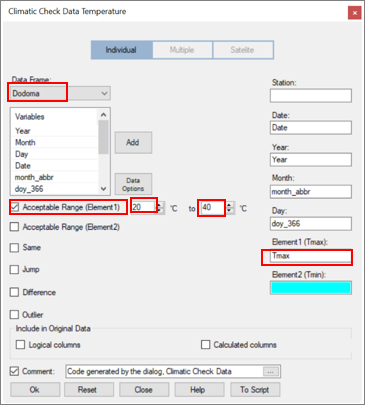 Climatic Check Data Temperature
Individual
Multiple
Satelite
Data Frame:
Dodoma
Variables
Year
Month
Day
Date
month_abbr
doy_366
Add
Data
Options
Station:
Date:
Date
Year:
Year
Month:
month_abbr
Day:
doy_366
Element1 (Tmax):
Tmax
Element2 (Tmin):
Acceptable Range (Element1)
20
°C
to
40
°C
Acceptable Range (Element2)
Same
Jump
Difference
Outlier
Include in Original Data
Logical columns
Calculated columns
Comment:
Code generated by the dialog, Climatic Check Data
...
Ok
Reset
Close
Help
To Script